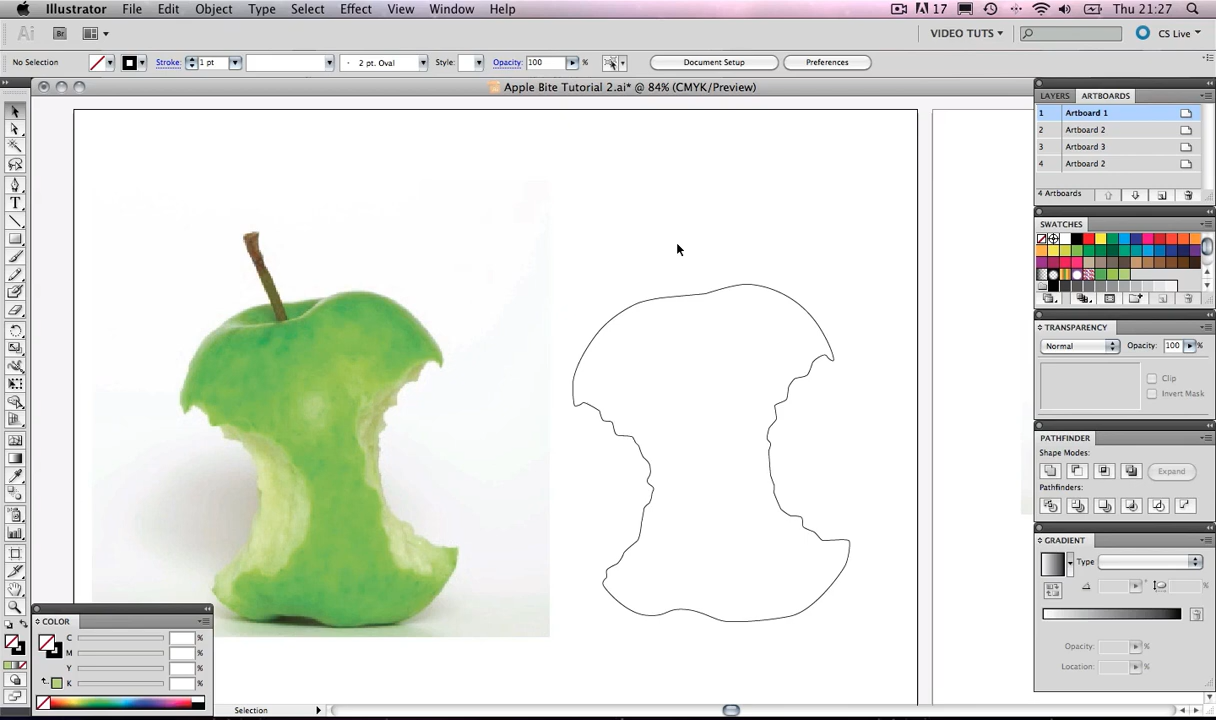 Illustrator File Edit Object Type Select Effect View Window Help 17 Thu 21:27
Ai Br VIDEO TUTS CS Live
No Selection Stroke: 1 pt 2 pt. Oval Style: Opacity: 100 % Document Setup Preferences
Apple Bite Tutorial 2.ai* @ 84% (CMYK/Preview)
LAYERS ARTBOARDS
1 Artboard 1
2 Artboard 2
3 Artboard 3
4 Artboard 2
4 Artboards
SWATCHES
TRANSPARENCY
Normal Opacity: 100 %
Clip
Invert Mask
PATHFINDER
Shape Modes:
Expand
Pathfinders:
GRADIENT
Type
°
%
Opacity: %
Location: %
COLOR
C %
M %
Y %
K %
Selection